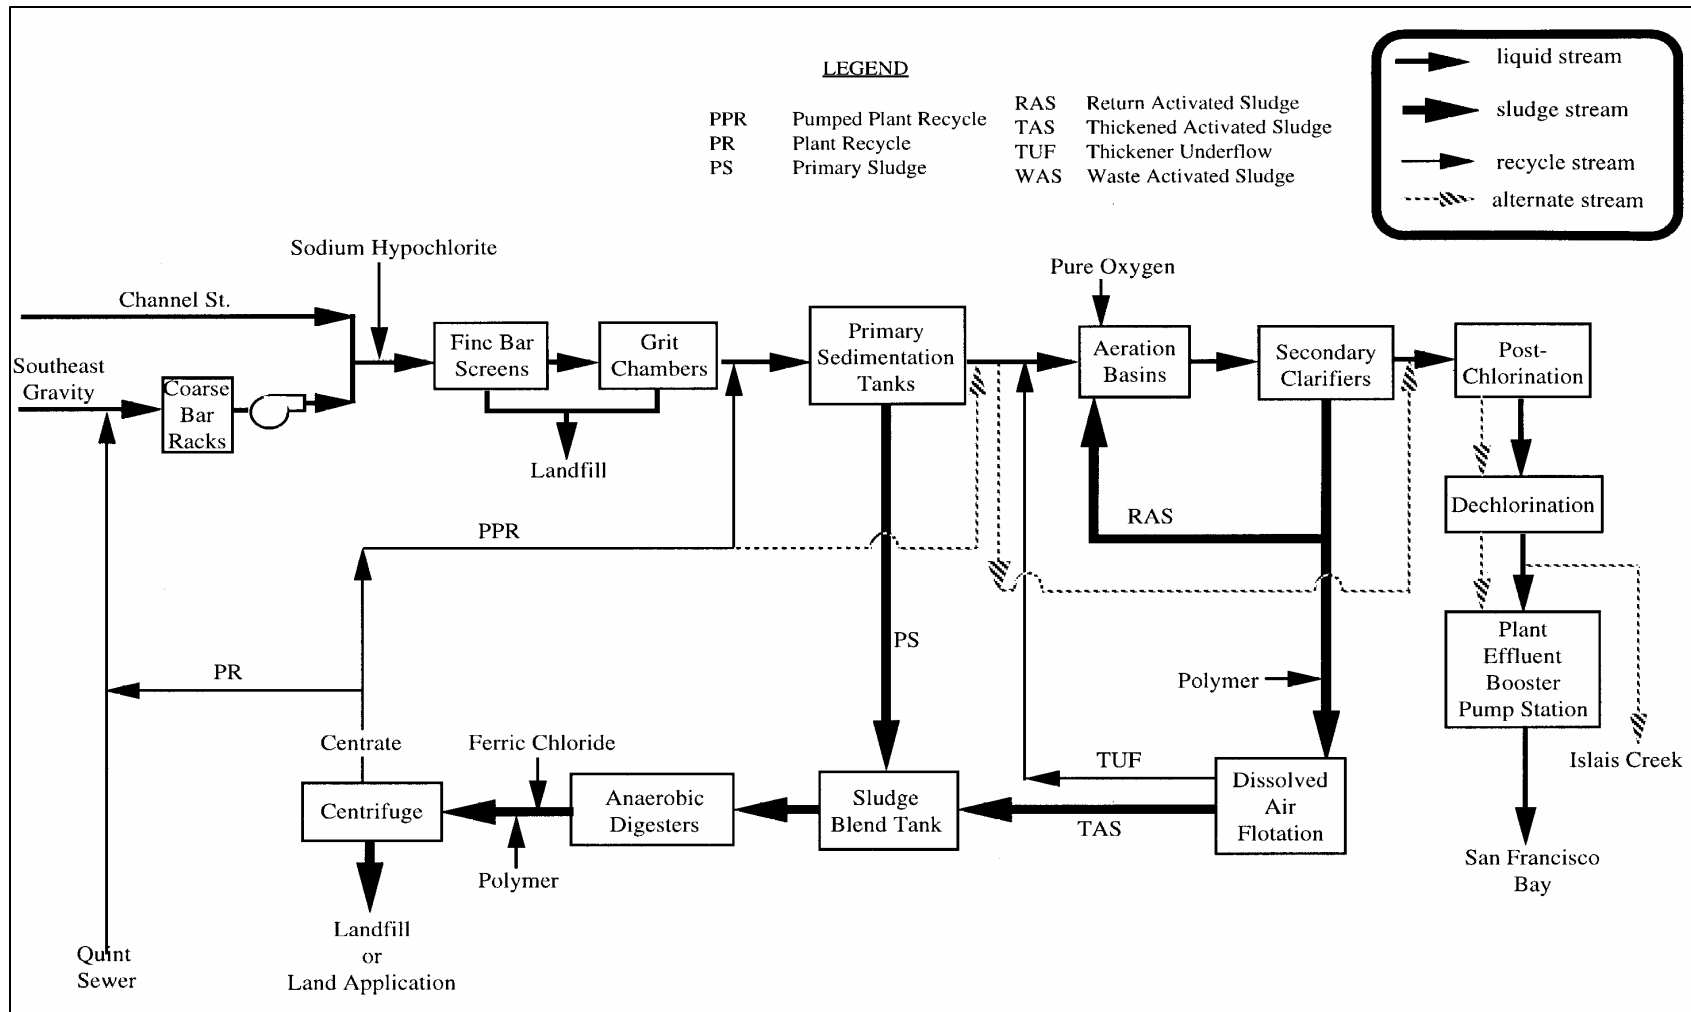 LEGEND
PPR Pumped Plant Recycle
PR Plant Recycle
PS Primary Sludge
RAS Return Activated Sludge
TAS Thickened Activated Sludge
TUF Thickener Underflow
WAS Waste Activated Sludge
liquid stream
sludge stream
recycle stream
alternate stream
Sodium Hypochlorite
Channel St.
Southeast
Gravity
Coarse
Bar
Racks
Fine Bar
Screens
Grit
Chambers
Landfill
Primary
Sedimentation
Tanks
Pure Oxygen
Aeration
Basins
Secondary
Clarifiers
Post-
Chlorination
Dechlorination
Plant
Effluent
Booster
Pump Station
Islais Creek
San Francisco
Bay
RAS
PPR
PS
PR
Polymer
TUF
TAS
Dissolved
Air
Flotation
Sludge
Blend Tank
Anaerobic
Digesters
Ferric Chloride
Polymer
Centrate
Centrifuge
Landfill
or
Land Application
Quint
Sewer